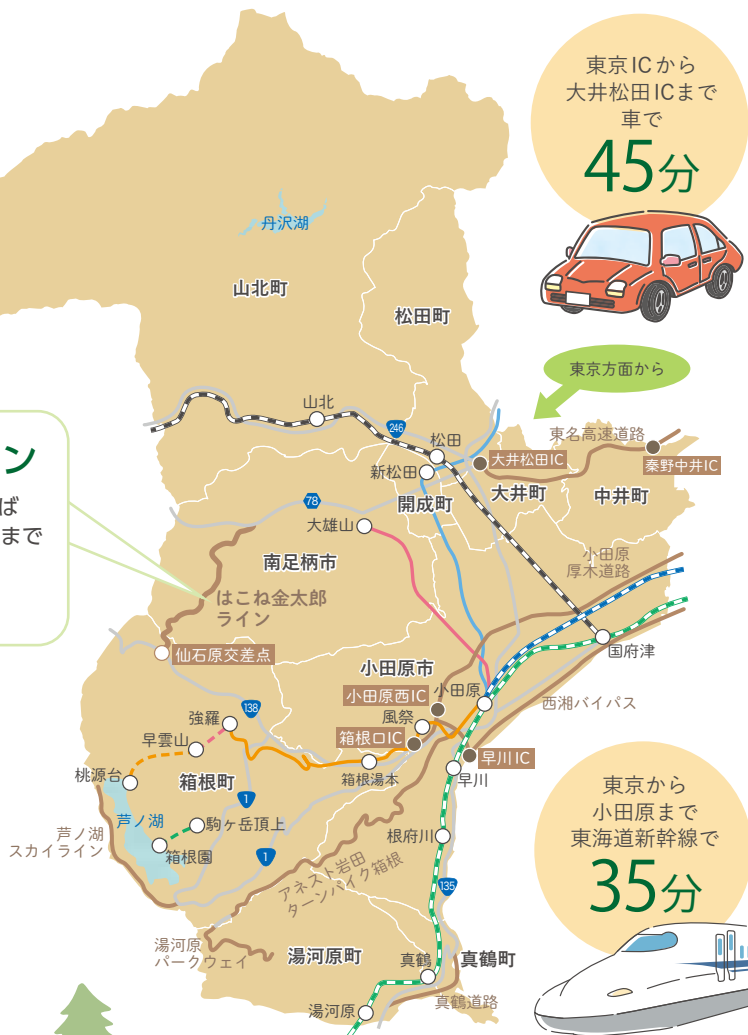 東京ICから
大井松田ICまで
車で
45分
丹沢湖
山北町
松田町
東京方面から
山北
246
松田
東名高速道路
新松田
大井松田IC
秦野中井IC
開成町
大井町
中井町
78
大雄山
ン
ば
まで
南足柄市
小田原
厚木道路
はこね金太郎
ライン
仙石原交差点
国府津
小田原市
小田原西IC
小田原
西湘バイパス
138
強羅
風祭
箱根口IC
早雲山
早川IC
桃源台
箱根町
箱根湯本
早川
1
芦ノ湖
駒ヶ岳頂上
芦ノ湖
スカイライン
箱根園
1
根府川
アネスト岩田
ターンパイク箱根
135
湯河原
パークウェイ
湯河原町
真鶴
真鶴町
真鶴道路
湯河原
東京から
小田原まで
東海道新幹線で
35分